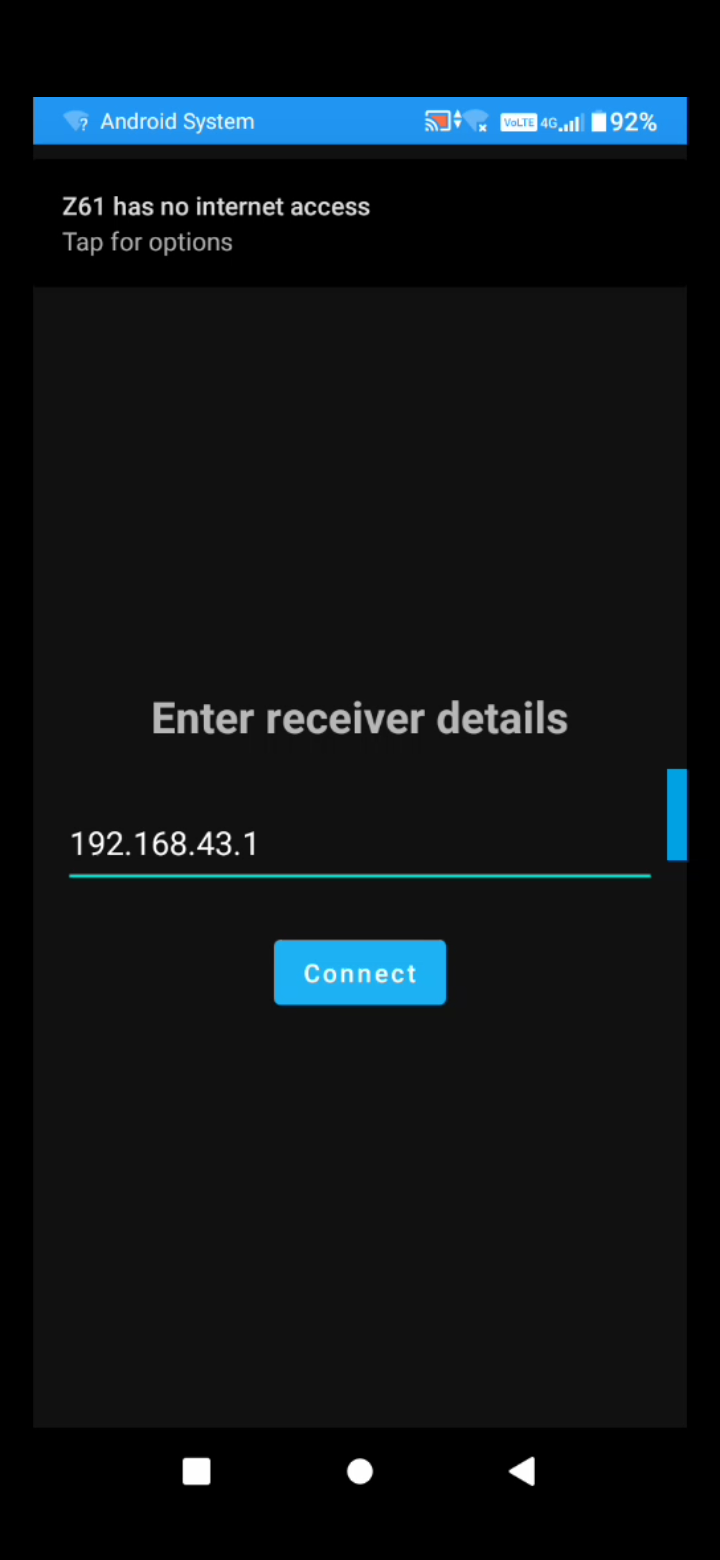 Android System VoLTE 4G 92%
Z61 has no internet access
Tap for options
Enter receiver details
192.168.43.1
Connect